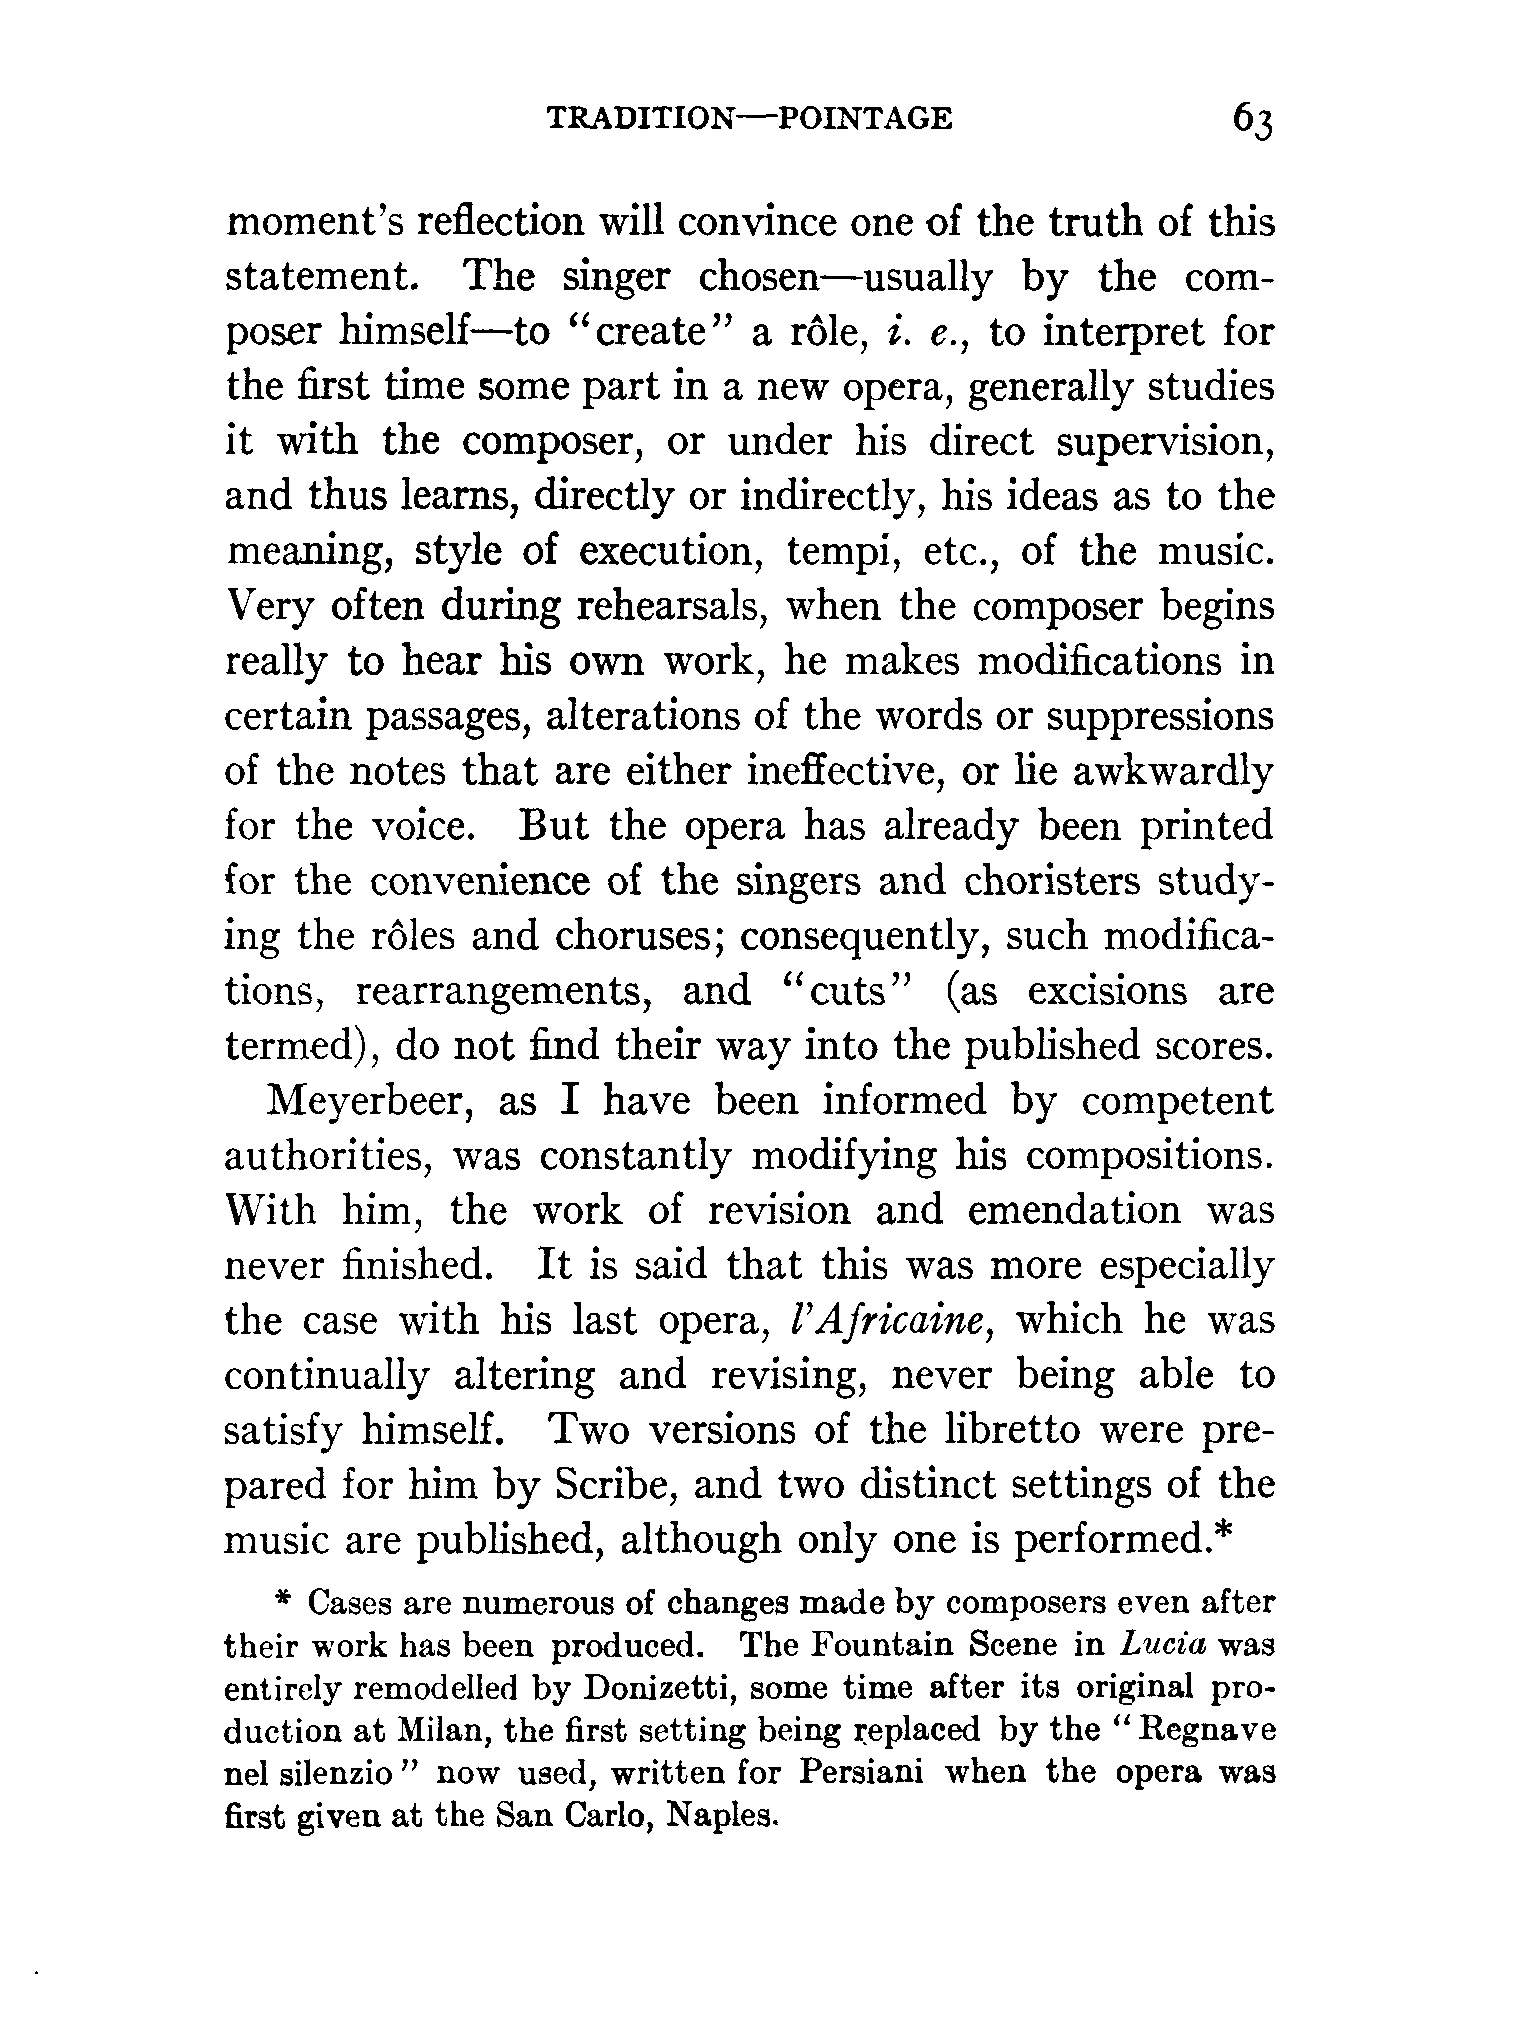 TRADITION—POINTAGE 63
moment's reflection will convince one of the truth of this
statement. The singer chosen—usually by the com-
poser himself—to "create" a rôle, i. e., to interpret for
the first time some part in a new opera, generally studies
it with the composer, or under his direct supervision,
and thus learns, directly or indirectly, his ideas as to the
meaning, style of execution, tempi, etc., of the music.
Very often during rehearsals, when the composer begins
really to hear his own work, he makes modifications in
certain passages, alterations of the words or suppressions
of the notes that are either ineffective, or lie awkwardly
for the voice. But the opera has already been printed
for the convenience of the singers and choristers study-
ing the rôles and choruses; consequently, such modifica-
tions, rearrangements, and "cuts" (as excisions are
termed), do not find their way into the published scores.
Meyerbeer, as I have been informed by competent
authorities, was constantly modifying his compositions.
With him, the work of revision and emendation was
never finished. It is said that this was more especially
the case with his last opera, l'Africaine, which he was
continually altering and revising, never being able to
satisfy himself. Two versions of the libretto were pre-
pared for him by Scribe, and two distinct settings of the
music are published, although only one is performed.*
* Cases are numerous of changes made by composers even after
their work has been produced. The Fountain Scene in Lucia was
entirely remodelled by Donizetti, some time after its original pro-
duction at Milan, the first setting being replaced by the "Regnave
nel silenzio" now used, written for Persiani when the opera was
first given at the San Carlo, Naples.